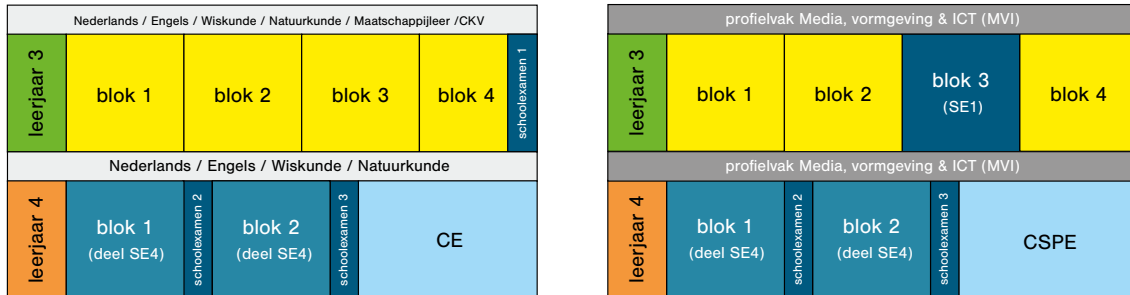 Nederlands / Engels / Wiskunde / Natuurkunde / Maatschappijleer /CKV
leerjaar 3
blok 1
blok 2
blok 3
blok 4
schoolexamen 1
Nederlands / Engels / Wiskunde / Natuurkunde
leerjaar 4
blok 1
(deel SE4)
schoolexamen 2
blok 2
(deel SE4)
schoolexamen 3
CE
profielvak Media, vormgeving & ICT (MVI)
leerjaar 3
blok 1
blok 2
blok 3
(SE1)
blok 4
profielvak Media, vormgeving & ICT (MVI)
leerjaar 4
blok 1
(deel SE4)
schoolexamen 2
blok 2
(deel SE4)
schoolexamen 3
CSPE